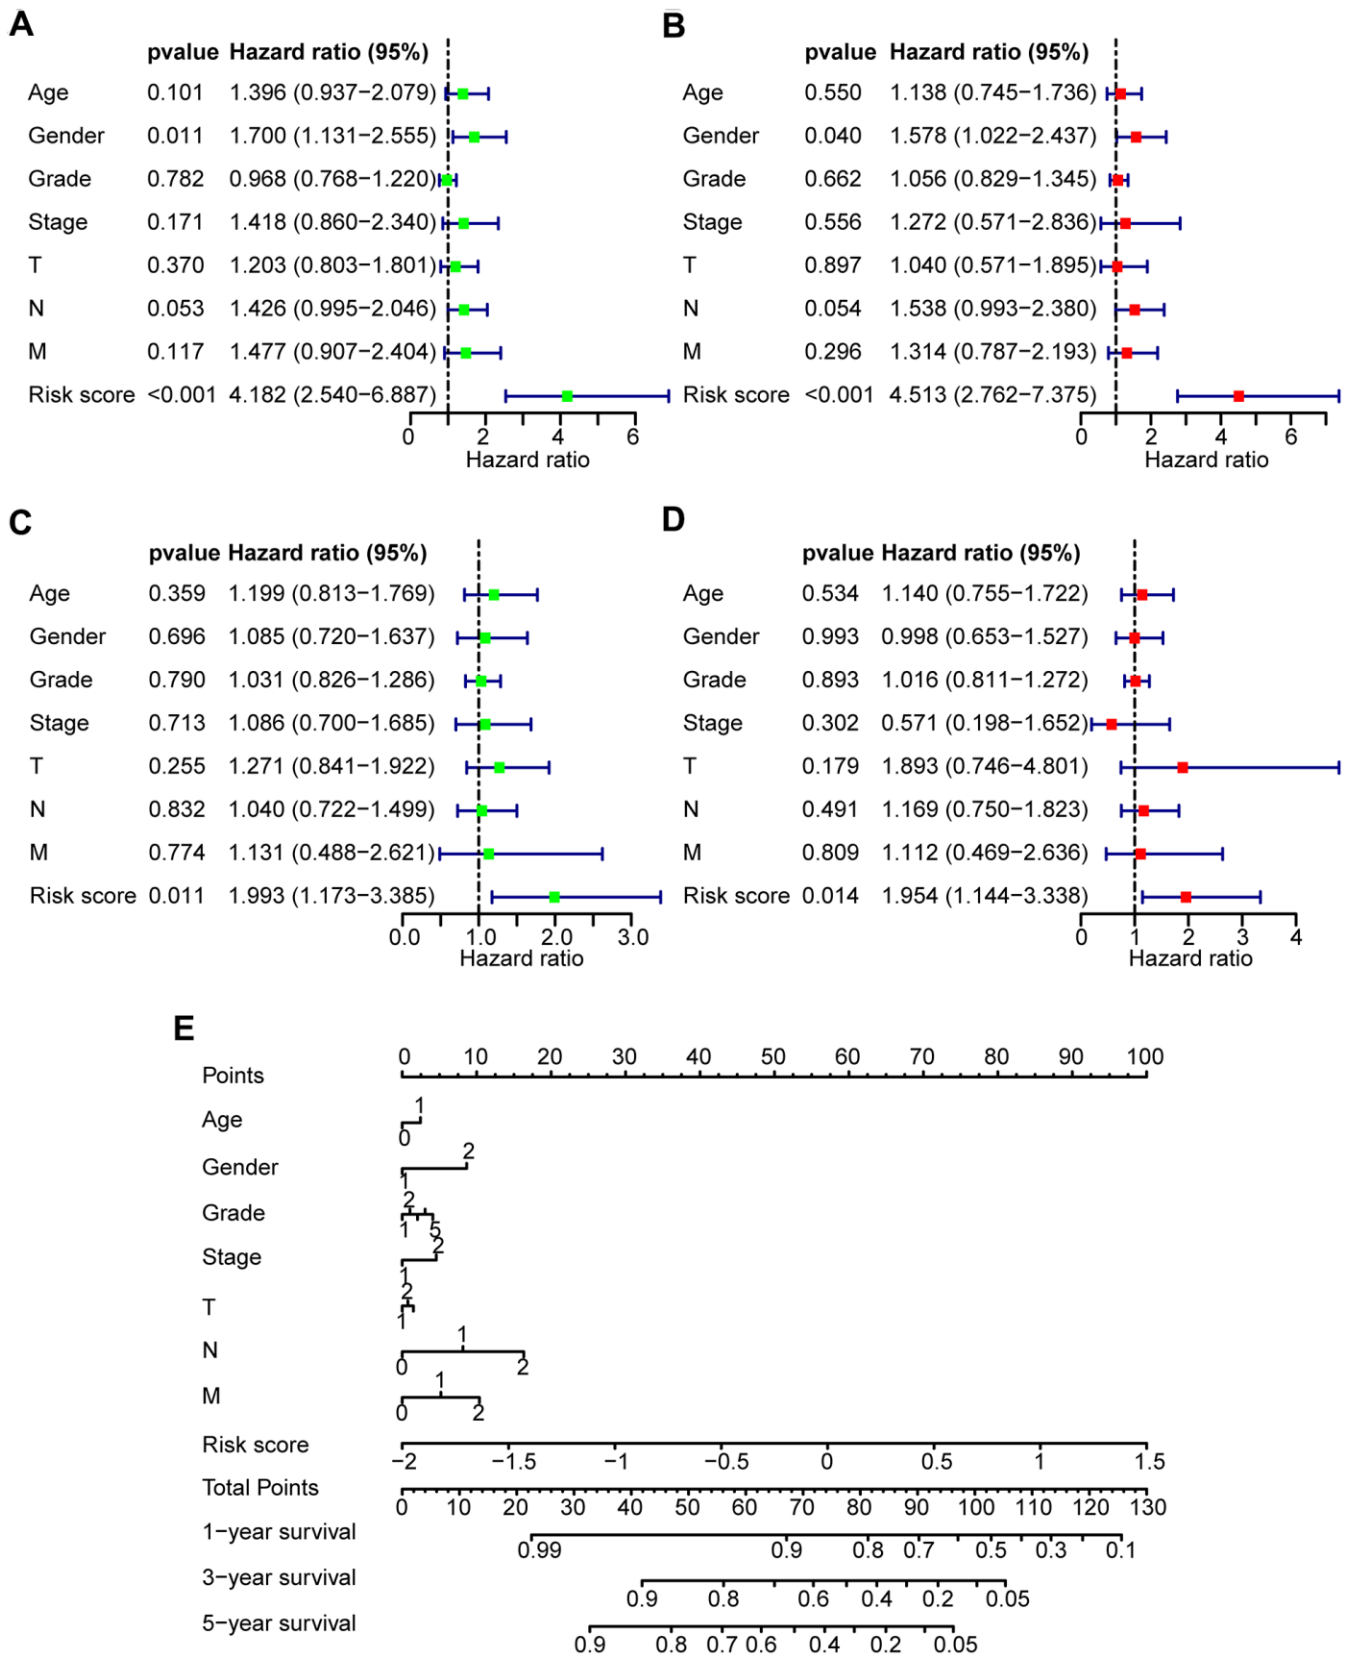 A
pvalue Hazard ratio (95%)
Age 0.101 1.396 (0.937−2.079)
Gender 0.011 1.700 (1.131−2.555)
Grade 0.782 0.968 (0.768−1.220)
Stage 0.171 1.418 (0.860−2.340)
T 0.370 1.203 (0.803−1.801)
N 0.053 1.426 (0.995−2.046)
M 0.117 1.477 (0.907−2.404)
Risk score <0.001 4.182 (2.540−6.887)
0 2 4 6
Hazard ratio
B
pvalue Hazard ratio (95%)
Age 0.550 1.138 (0.745−1.736)
Gender 0.040 1.578 (1.022−2.437)
Grade 0.662 1.056 (0.829−1.345)
Stage 0.556 1.272 (0.571−2.836)
T 0.897 1.040 (0.571−1.895)
N 0.054 1.538 (0.993−2.380)
M 0.296 1.314 (0.787−2.193)
Risk score <0.001 4.513 (2.762−7.375)
0 2 4 6
Hazard ratio
C
pvalue Hazard ratio (95%)
Age 0.359 1.199 (0.813−1.769)
Gender 0.696 1.085 (0.720−1.637)
Grade 0.790 1.031 (0.826−1.286)
Stage 0.713 1.086 (0.700−1.685)
T 0.255 1.271 (0.841−1.922)
N 0.832 1.040 (0.722−1.499)
M 0.774 1.131 (0.488−2.621)
Risk score 0.011 1.993 (1.173−3.385)
0.0 1.0 2.0 3.0
Hazard ratio
D
pvalue Hazard ratio (95%)
Age 0.534 1.140 (0.755−1.722)
Gender 0.993 0.998 (0.653−1.527)
Grade 0.893 1.016 (0.811−1.272)
Stage 0.302 0.571 (0.198−1.652)
T 0.179 1.893 (0.746−4.801)
N 0.491 1.169 (0.750−1.823)
M 0.809 1.112 (0.469−2.636)
Risk score 0.014 1.954 (1.144−3.338)
0 1 2 3 4
Hazard ratio
E
0 10 20 30 40 50 60 70 80 90 100
Points
1
Age
0
2
Gender
1
2
Grade
1 5
2
Stage
1
2
T
1
1
N
0 2
1
M
0 2
Risk score
−2 −1.5 −1 −0.5 0 0.5 1 1.5
Total Points
0 10 20 30 40 50 60 70 80 90 100 110 120 130
1−year survival
0.99 0.9 0.8 0.7 0.5 0.3 0.1
3−year survival
0.9 0.8 0.6 0.4 0.2 0.05
5−year survival
0.9 0.8 0.7 0.6 0.4 0.2 0.05